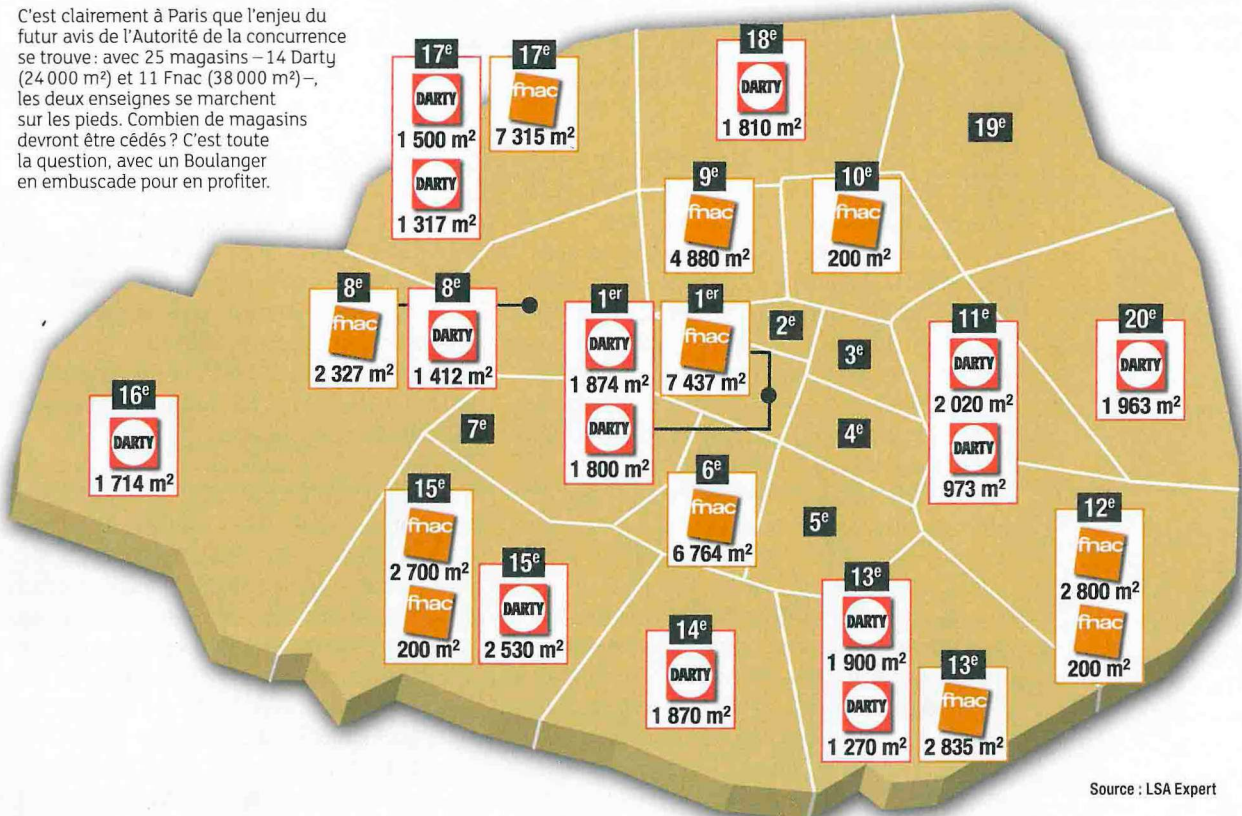 C'est clairement à Paris que l'enjeu du
futur avis de l'Autorité de la concurrence
se trouve : avec 25 magasins – 14 Darty
(24 000 m²) et 11 Fnac (38 000 m²) –,
les deux enseignes se marchent
sur les pieds. Combien de magasins
devront être cédés ? C'est toute
la question, avec un Boulanger
en embuscade pour en profiter.
17e
DARTY
1 500 m²
DARTY
1 317 m²
17e
fnac
7 315 m²
18e
DARTY
1 810 m²
19e
9e
fnac
4 880 m²
10e
fnac
200 m²
8e
fnac
2 327 m²
8e
DARTY
1 412 m²
1er
DARTY
1 874 m²
DARTY
1 800 m²
1er
fnac
7 437 m²
2e
3e
4e
11e
DARTY
2 020 m²
DARTY
973 m²
20e
DARTY
1 963 m²
16e
DARTY
1 714 m²
7e
15e
fnac
2 700 m²
fnac
200 m²
15e
DARTY
2 530 m²
6e
fnac
6 764 m²
5e
14e
DARTY
1 870 m²
13e
DARTY
1 900 m²
DARTY
1 270 m²
13e
fnac
2 835 m²
12e
fnac
2 800 m²
fnac
200 m²
Source : LSA Expert